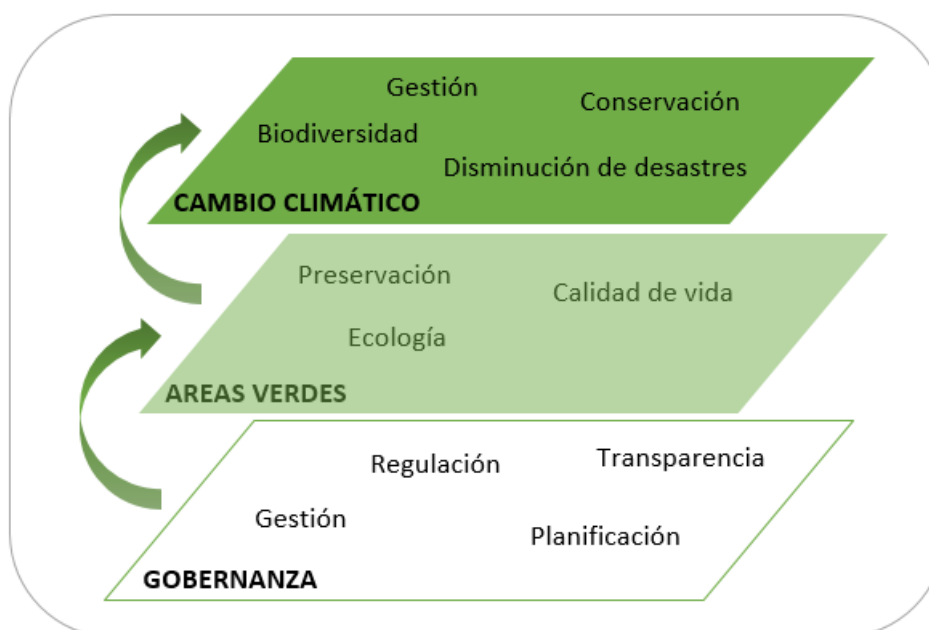 Gestión
Conservación
Biodiversidad
Disminución de desastres
CAMBIO CLIMÁTICO
Preservación
Calidad de vida
Ecología
AREAS VERDES
Regulación
Transparencia
Gestión
Planificación
GOBERNANZA